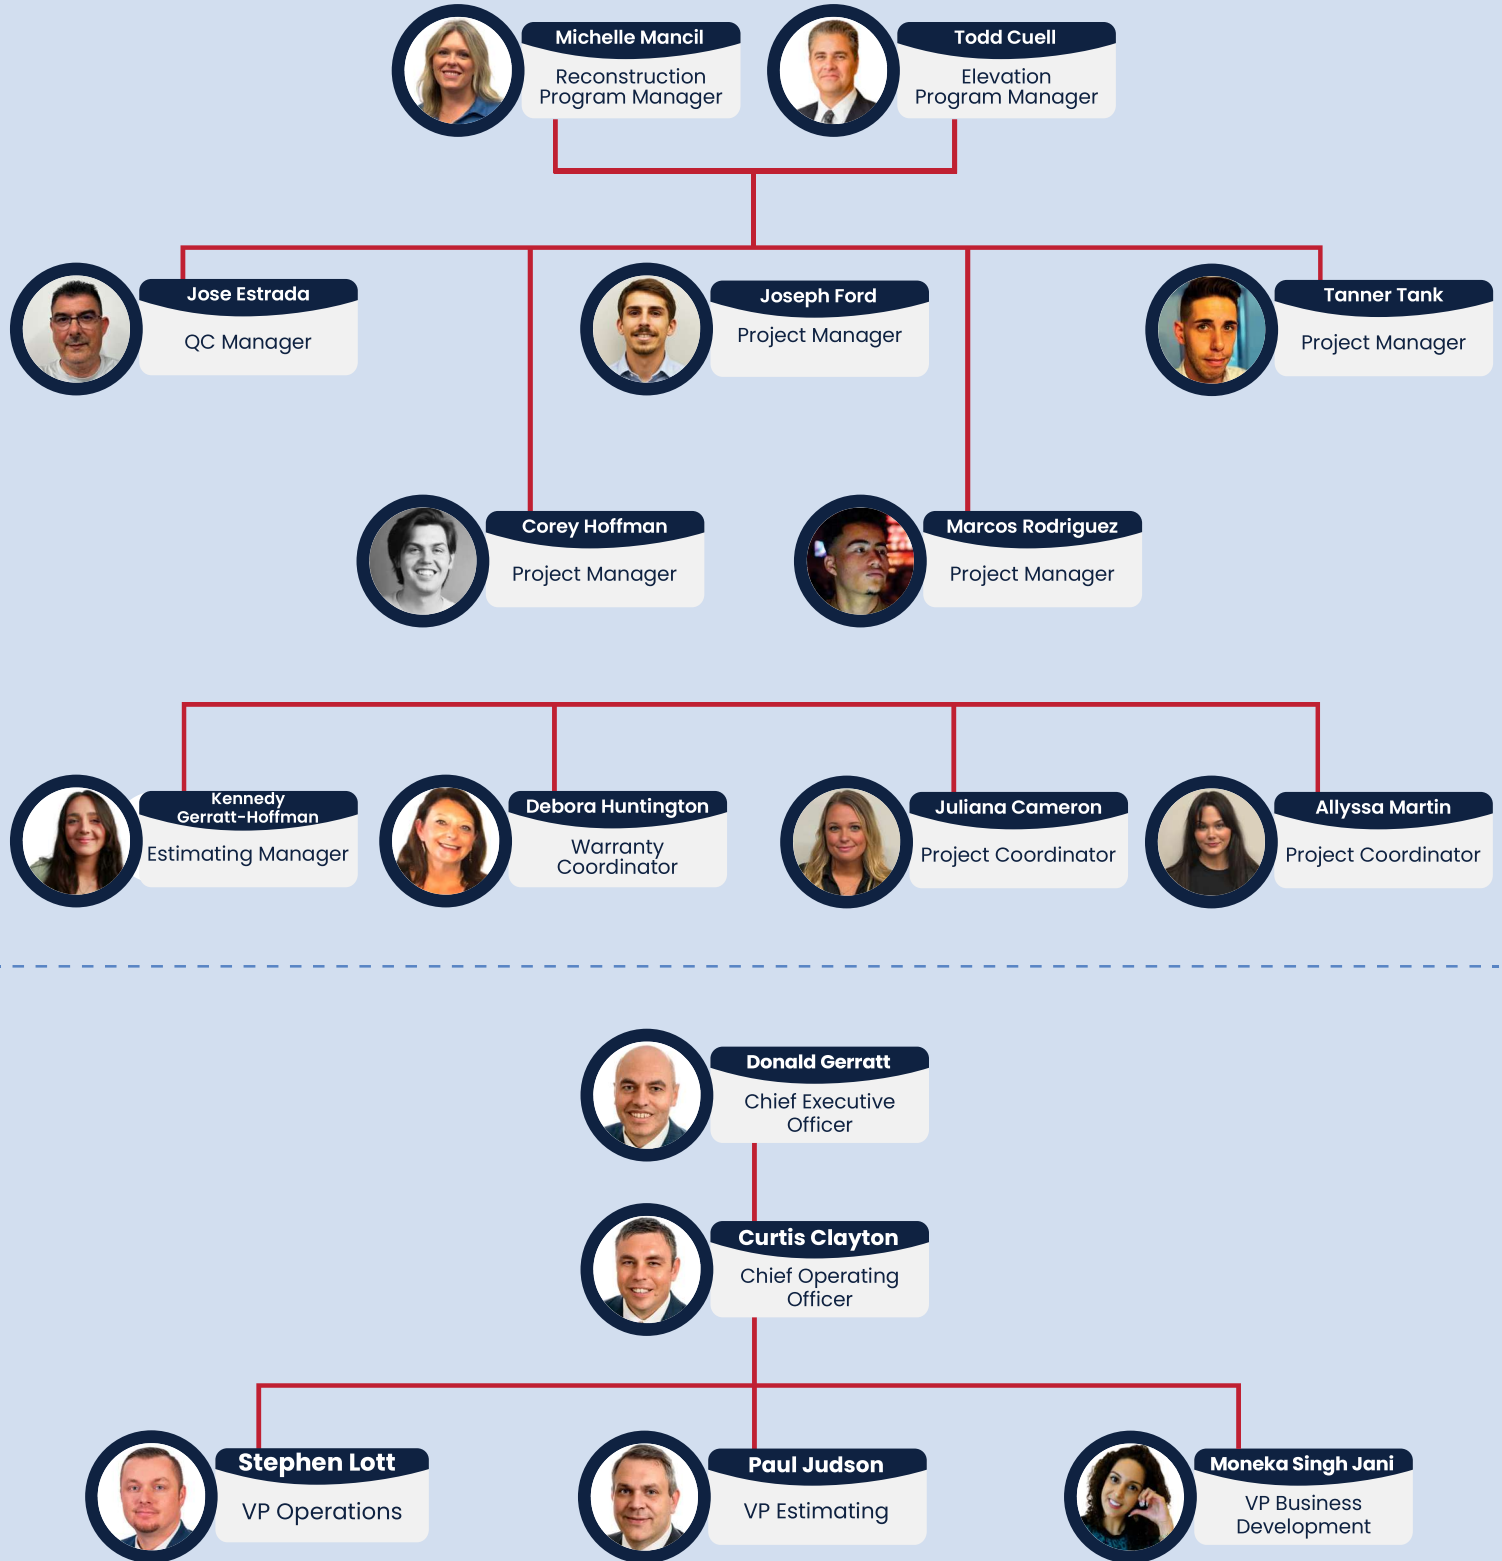 Michelle Mancil
Reconstruction
Program Manager
Todd Cuell
Elevation
Program Manager
Jose Estrada
QC Manager
Joseph Ford
Project Manager
Tanner Tank
Project Manager
Corey Hoffman
Project Manager
Marcos Rodriguez
Project Manager
Kennedy
Gerratt-Hoffman
Estimating Manager
Debora Huntington
Warranty
Coordinator
Juliana Cameron
Project Coordinator
Allyssa Martin
Project Coordinator
Donald Gerratt
Chief Executive
Officer
Curtis Clayton
Chief Operating
Officer
Stephen Lott
VP Operations
Paul Judson
VP Estimating
Moneka Singh Jani
VP Business
Development